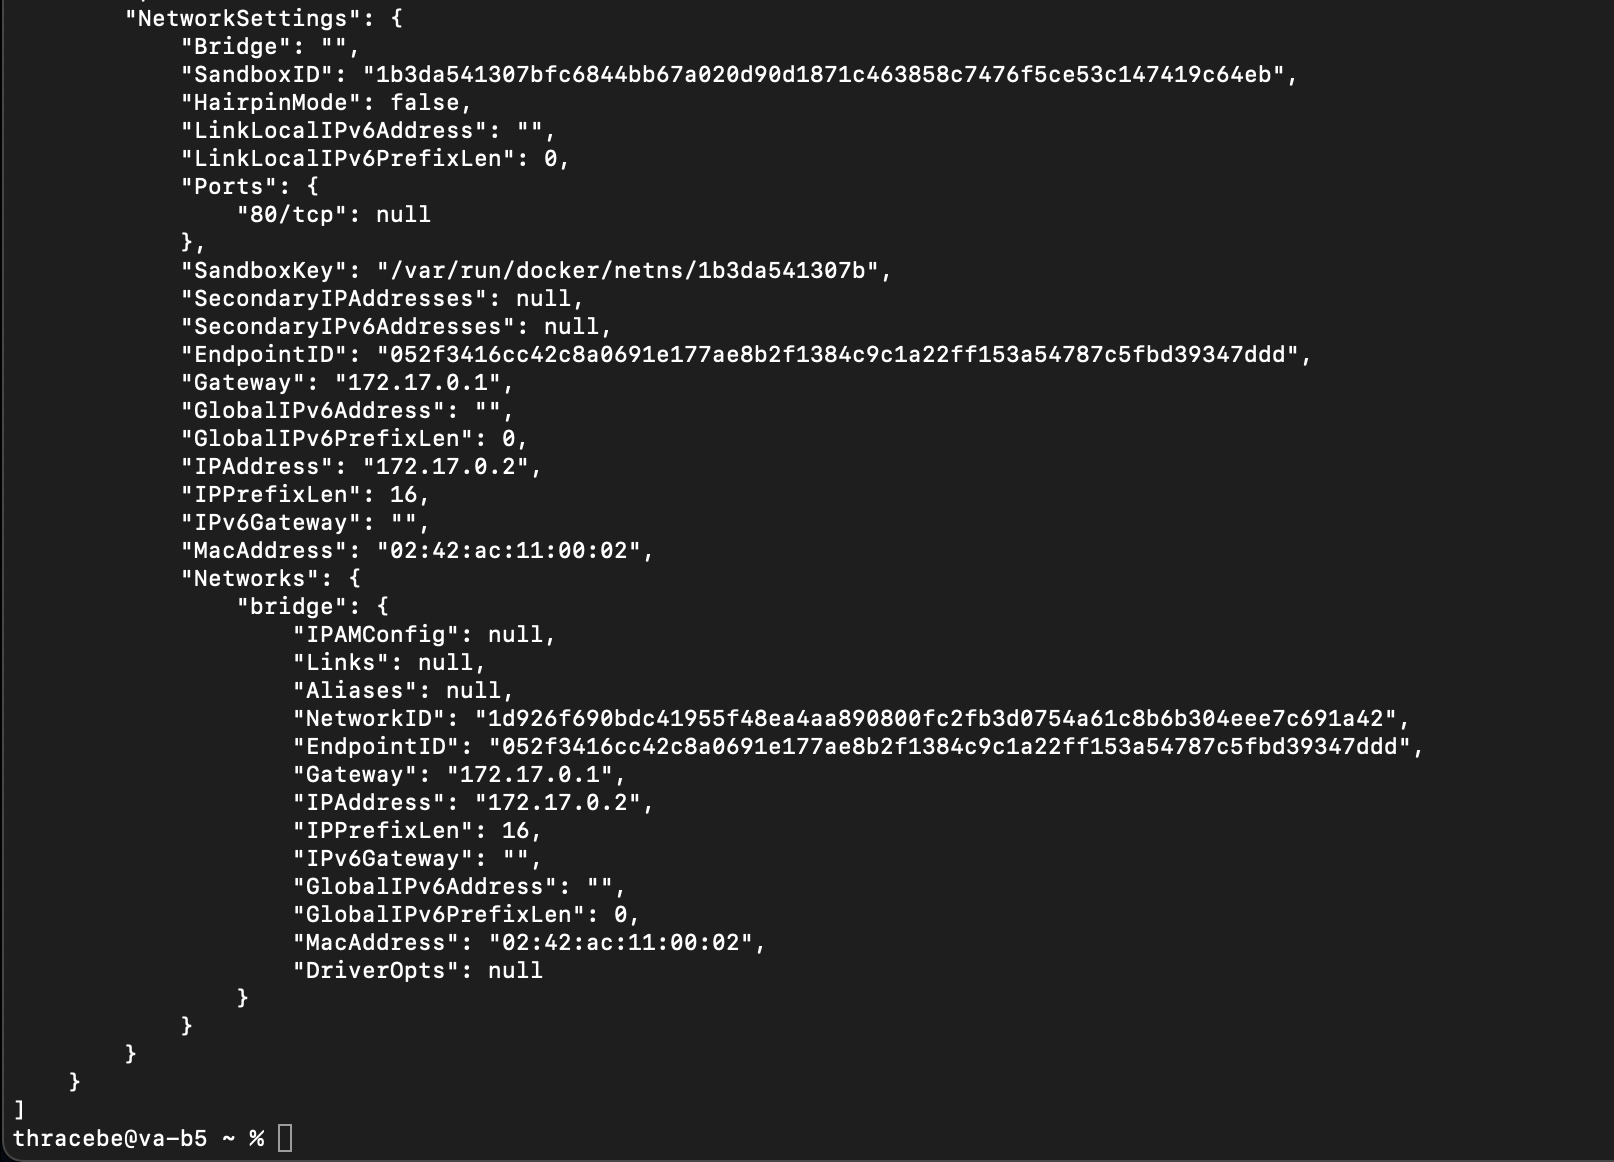 "NetworkSettings": {
"Bridge": "",
"SandboxID": "1b3da541307bfc6844bb67a020d90d1871c463858c7476f5ce53c147419c64eb",
"HairpinMode": false,
"LinkLocalIPv6Address": "",
"LinkLocalIPv6PrefixLen": 0,
"Ports": {
"80/tcp": null
},
"SandboxKey": "/var/run/docker/netns/1b3da541307b",
"SecondaryIPAddresses": null,
"SecondaryIPv6Addresses": null,
"EndpointID": "052f3416cc42c8a0691e177ae8b2f1384c9c1a22ff153a54787c5fbd39347ddd",
"Gateway": "172.17.0.1",
"GlobalIPv6Address": "",
"GlobalIPv6PrefixLen": 0,
"IPAddress": "172.17.0.2",
"IPPrefixLen": 16,
"IPv6Gateway": "",
"MacAddress": "02:42:ac:11:00:02",
"Networks": {
"bridge": {
"IPAMConfig": null,
"Links": null,
"Aliases": null,
"NetworkID": "1d926f690bdc41955f48ea4aa890800fc2fb3d0754a61c8b6b304eee7c691a42",
"EndpointID": "052f3416cc42c8a0691e177ae8b2f1384c9c1a22ff153a54787c5fbd39347ddd",
"Gateway": "172.17.0.1",
"IPAddress": "172.17.0.2",
"IPPrefixLen": 16,
"IPv6Gateway": "",
"GlobalIPv6Address": "",
"GlobalIPv6PrefixLen": 0,
"MacAddress": "02:42:ac:11:00:02",
"DriverOpts": null
}
}
}
}
]
thracebe@va-b5 ~ %